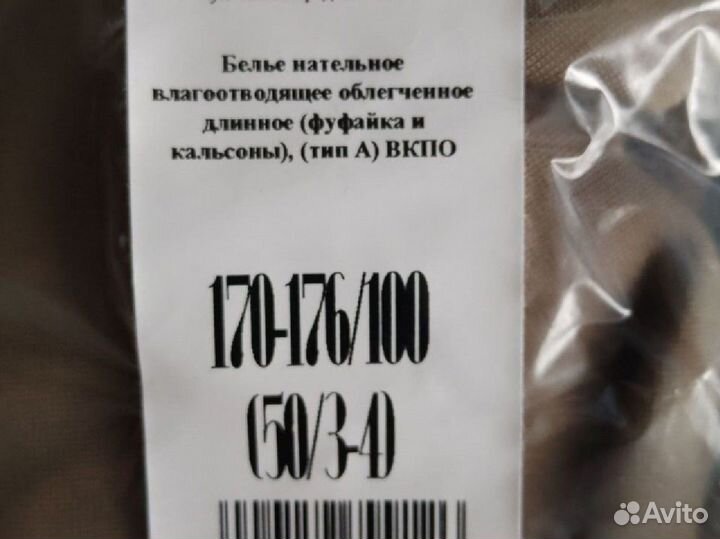 Белье нательное
влагоотводящее облегченное
длинное (фуфайка и
кальсоны), (тип А) ВКПО
170-176/100
(50/3-4)
Avito